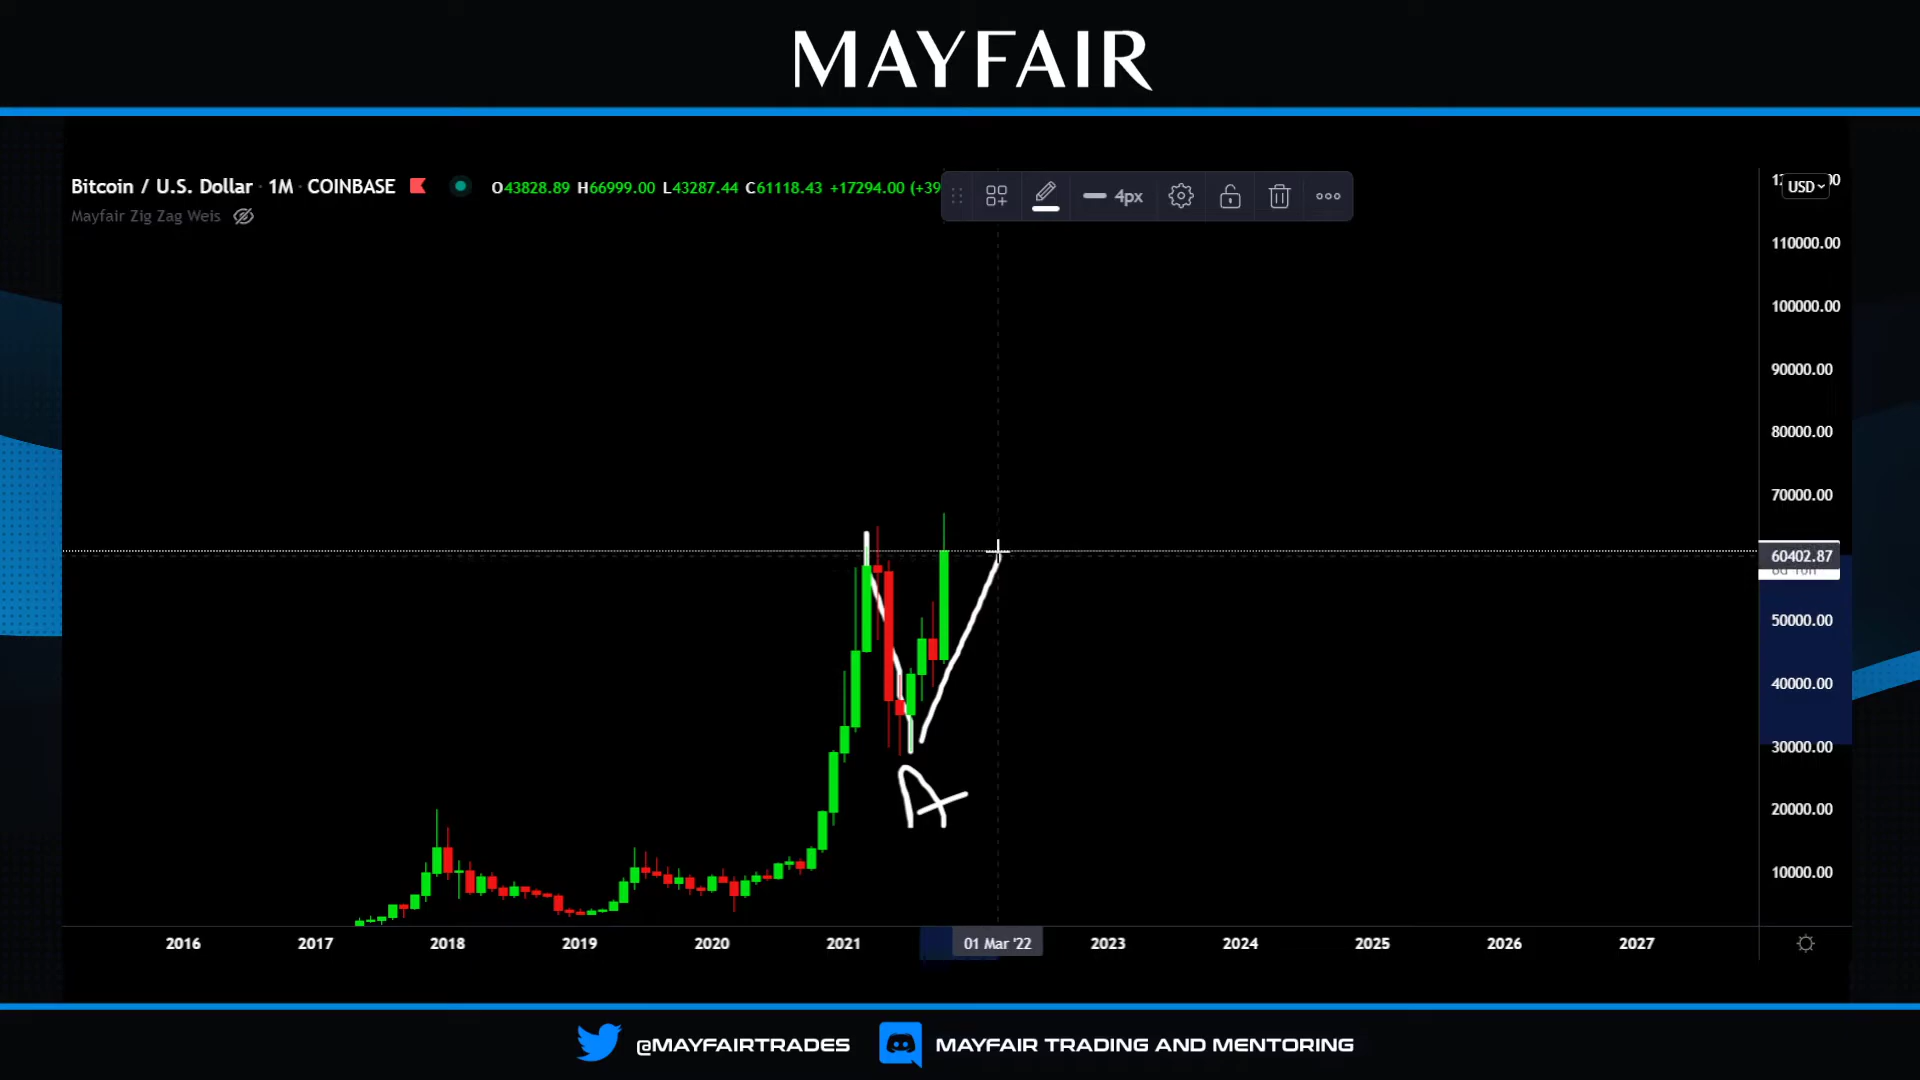 MAYFAIR
Bitcoin / U.S. Dollar · 1M · COINBASE O43828.89 H66999.00 L43287.44 C61118.43 +17294.00 (+39
Mayfair Zig Zag Weis
4px
USD
110000.00
100000.00
90000.00
80000.00
70000.00
60402.87
50000.00
40000.00
30000.00
20000.00
10000.00
A
2016 2017 2018 2019 2020 2021 01 Mar '22 2023 2024 2025 2026 2027
@MAYFAIRTRADES MAYFAIR TRADING AND MENTORING